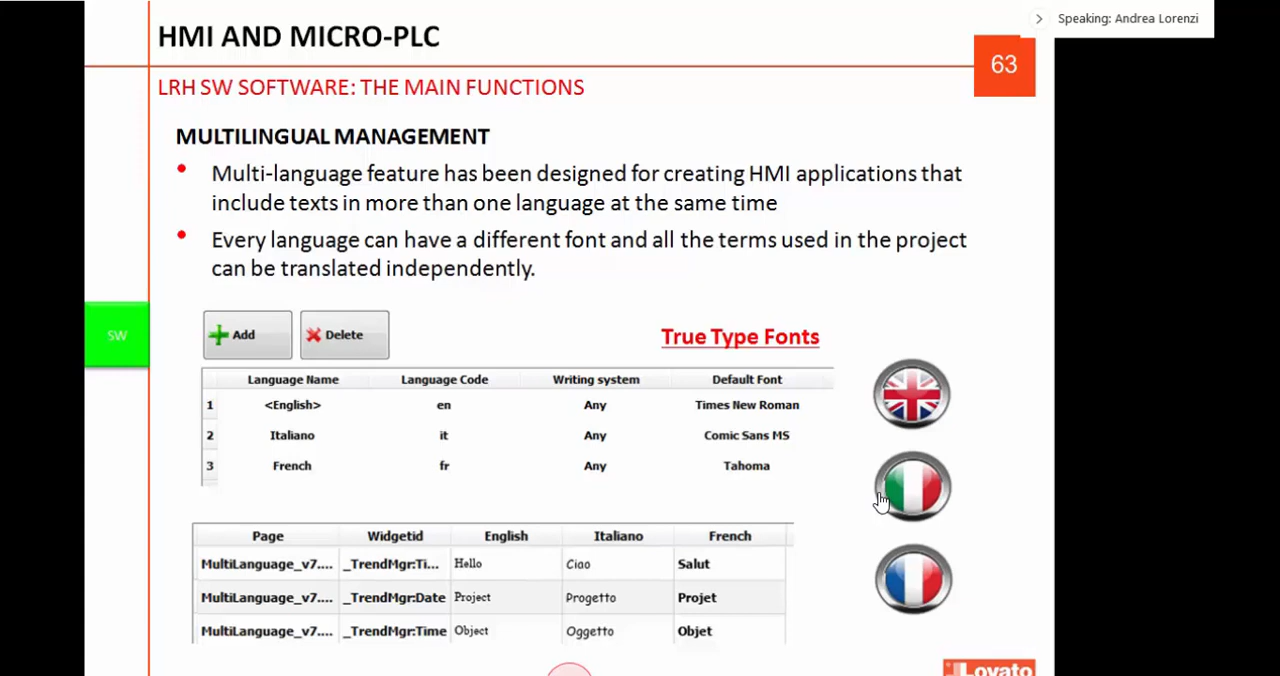 Speaking: Andrea Lorenzi
HMI AND MICRO-PLC
63
LRH SW SOFTWARE: THE MAIN FUNCTIONS
MULTILINGUAL MANAGEMENT
• Multi-language feature has been designed for creating HMI applications that
include texts in more than one language at the same time
• Every language can have a different font and all the terms used in the project
can be translated independently.
SW
Add Delete
True Type Fonts
Language Name Language Code Writing system Default Font
1 <English> en Any Times New Roman
2 Italiano it Any Comic Sans MS
3 French fr Any Tahoma
Page Widgetid English Italiano French
MultiLanguage_v7.... _TrendMgr:Ti... Hello Ciao Salut
MultiLanguage_v7.... _TrendMgr:Date Project Progetto Projet
MultiLanguage_v7.... _TrendMgr:Time Object Oggetto Objet
Lovato